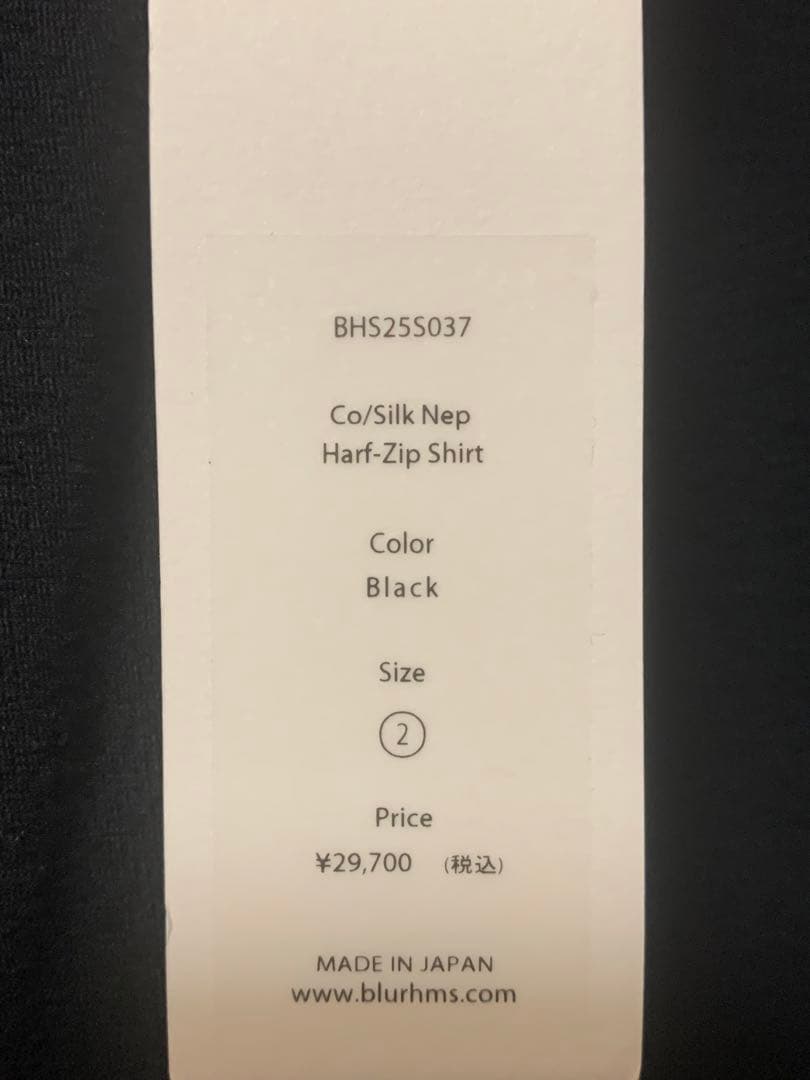 BHS25S037
Co/Silk Nep
Harf-Zip Shirt
Color
Black
Size
2
Price
¥29,700 (税込)
MADE IN JAPAN
www.blurhms.com